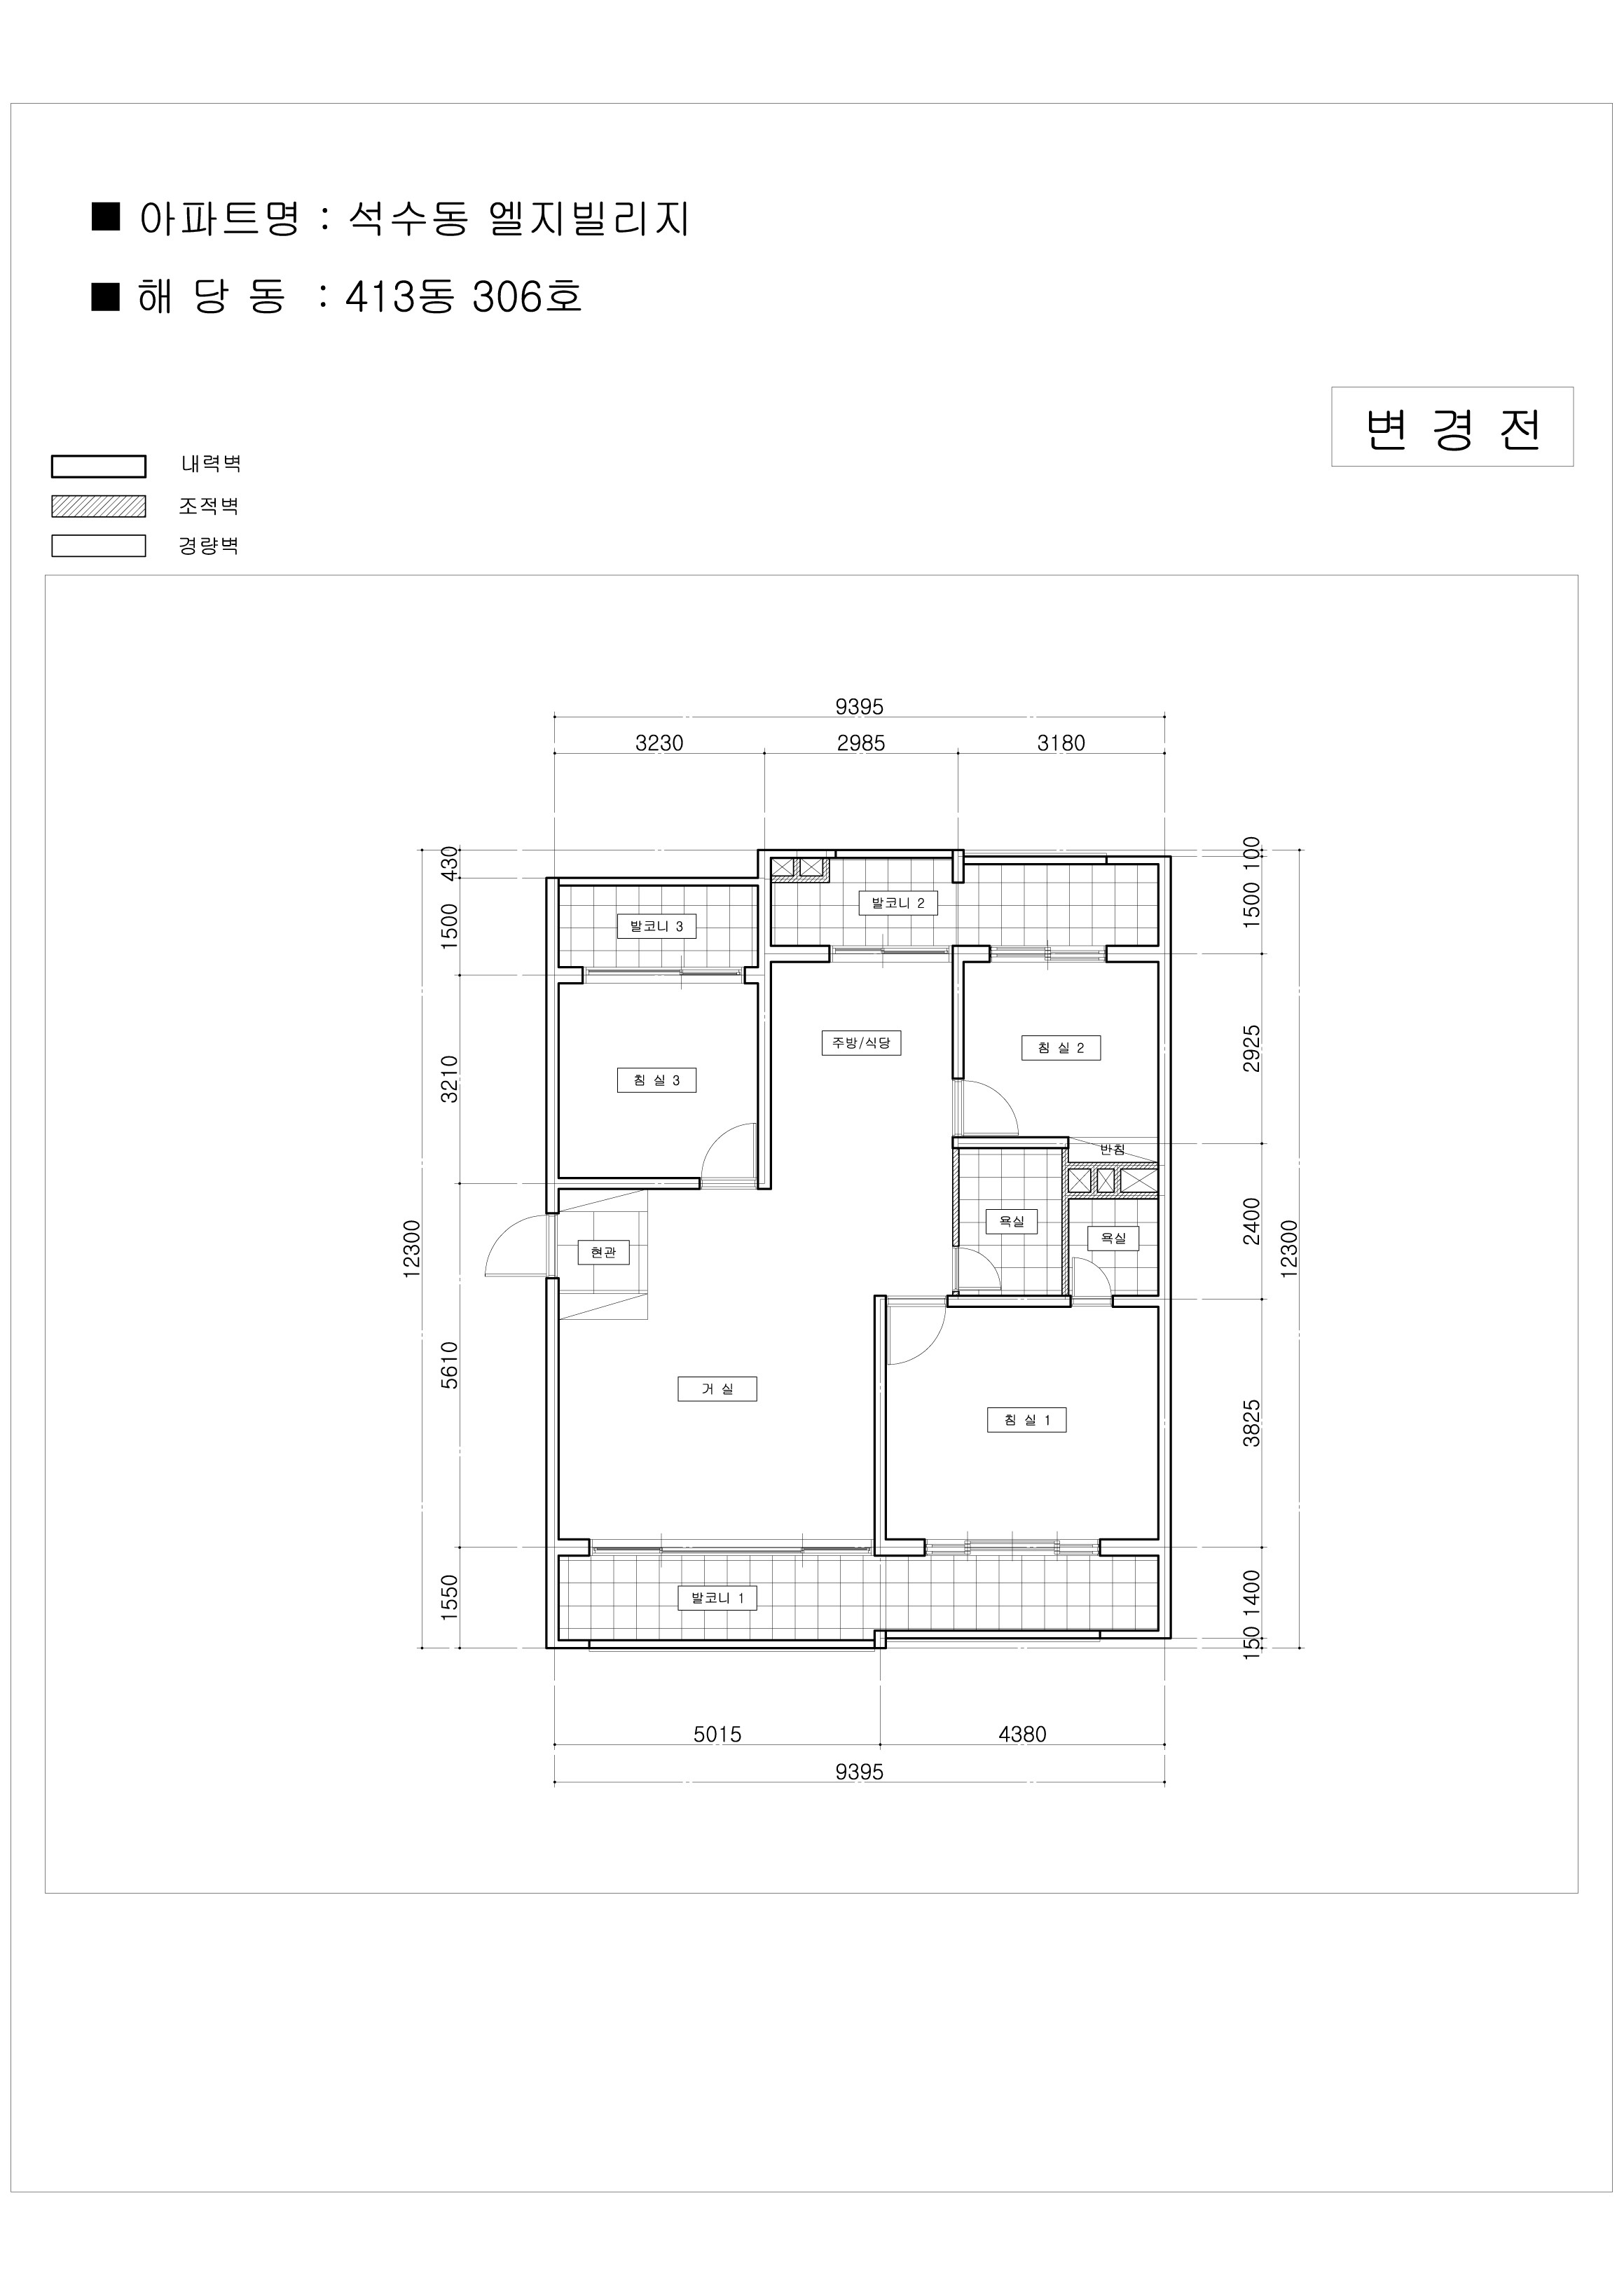 ■ 아파트명 : 석수동 엘지빌리지
■ 해 당 동 : 413동 306호
변 경 전
내력벽
조적벽
경량벽
9395
3230 2985 3180
430
1500
3210
5610
1550
12300
100
1500
2925
2400
3825
1400
150
12300
발코니 2
발코니 3
주방/식당
침 실 2
침 실 3
반침
욕실
욕실
현관
거 실
침 실 1
발코니 1
5015 4380
9395